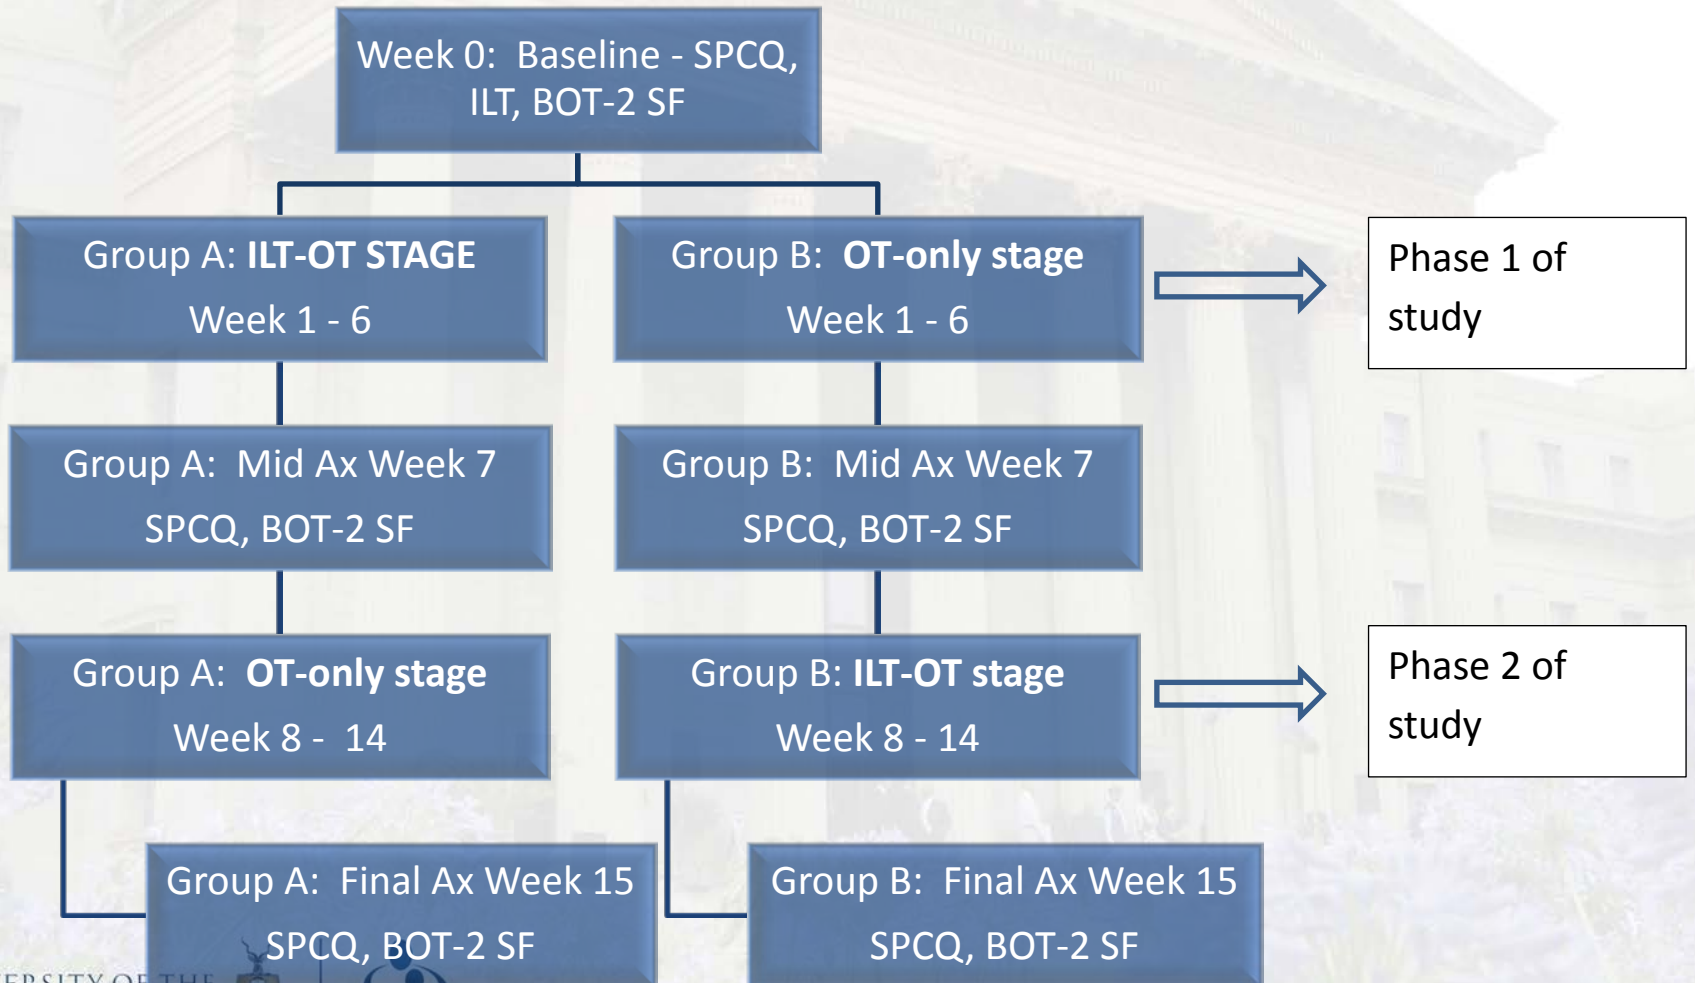 Week 0: Baseline - SPCQ,
ILT, BOT-2 SF
Group A: ILT-OT STAGE
Week 1 - 6
Group B: OT-only stage
Week 1 - 6
Phase 1 of
study
Group A: Mid Ax Week 7
SPCQ, BOT-2 SF
Group B: Mid Ax Week 7
SPCQ, BOT-2 SF
Group A: OT-only stage
Week 8 - 14
Group B: ILT-OT stage
Week 8 - 14
Phase 2 of
study
Group A: Final Ax Week 15
SPCQ, BOT-2 SF
Group B: Final Ax Week 15
SPCQ, BOT-2 SF
OF THE